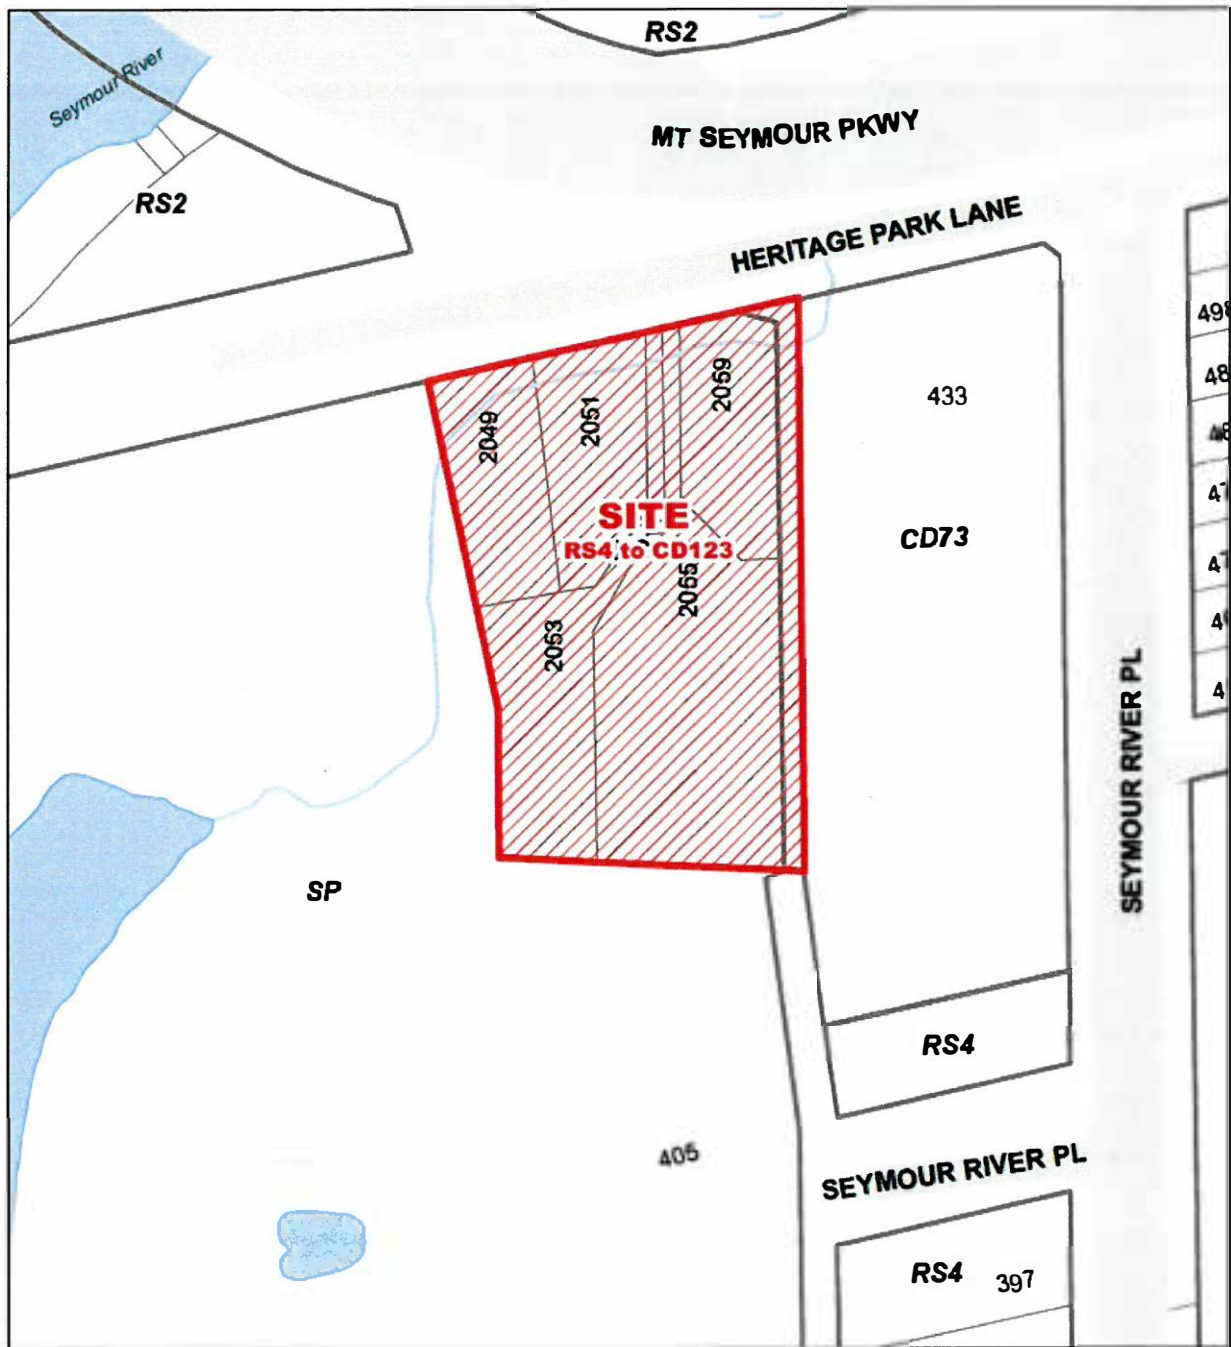 RS2
Seymour River
MT SEYMOUR PKWY
RS2
HERITAGE PARK LANE
2049
2051
2059
433
SITE
RS4 to CD123
CD73
2053
2055
SEYMOUR RIVER PL
SP
RS4
405
SEYMOUR RIVER PL
RS4
397